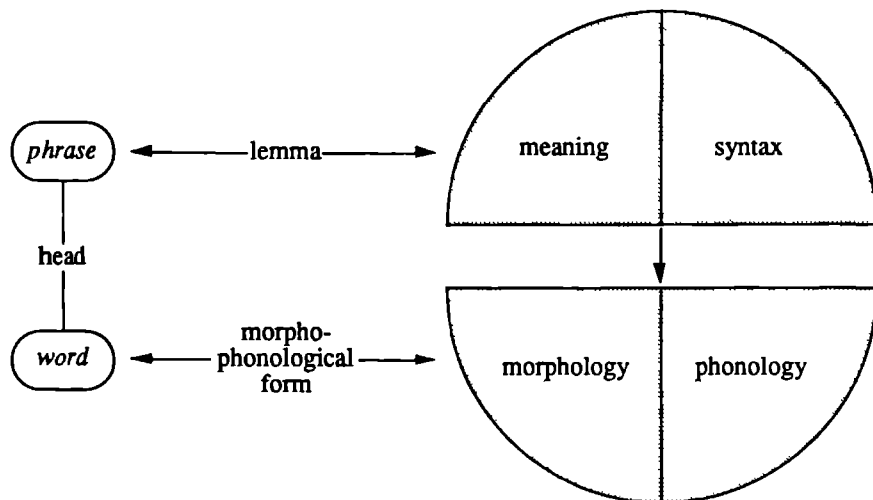 phrase
lemma
meaning
syntax
head
word
morpho-
phonological
form
morphology
phonology